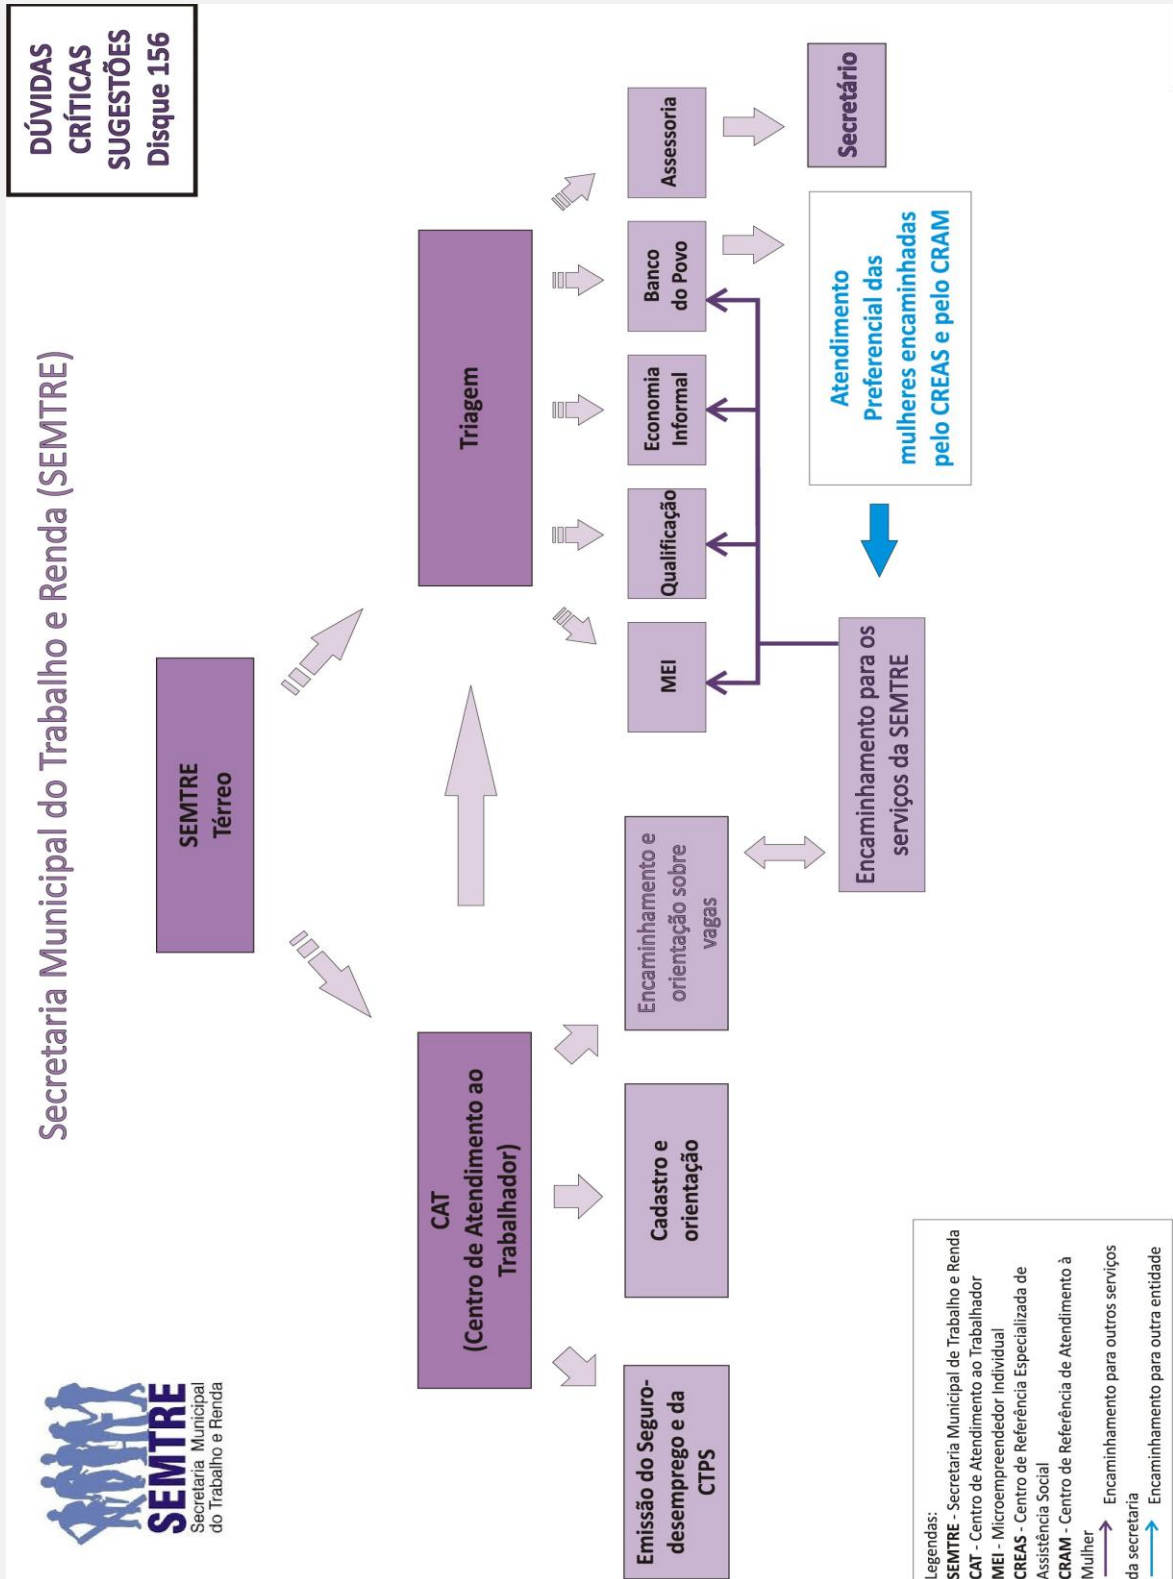 Secretaria Municipal do Trabalho e Renda (SEMTRE)
DÚVIDAS
CRÍTICAS
SUGESTÕES
Disque 156
SEMTRE
Secretaria Municipal
do Trabalho e Renda
SEMTRE
Térreo
CAT
(Centro de Atendimento ao
Trabalhador)
Triagem
Emissão do Seguro-
desemprego e da
CTPS
Cadastro e
orientação
Encaminhamento e
orientação sobre
vagas
MEI
Qualificação
Economia
Informal
Banco
do Povo
Assessoria
Encaminhamento para os
serviços da SEMTRE
Atendimento
Preferencial das
mulheres encaminhadas
pelo CREAS e pelo CRAM
Secretário
Legendas:
SEMTRE - Secretaria Municipal de Trabalho e Renda
CAT - Centro de Atendimento ao Trabalhador
MEI - Microempreendedor Individual
CREAS - Centro de Referência Especializada de
Assistência Social
CRAM - Centro de Referência de Atendimento à
Mulher
Encaminhamento para outros serviços
da secretaria
Encaminhamento para outra entidade